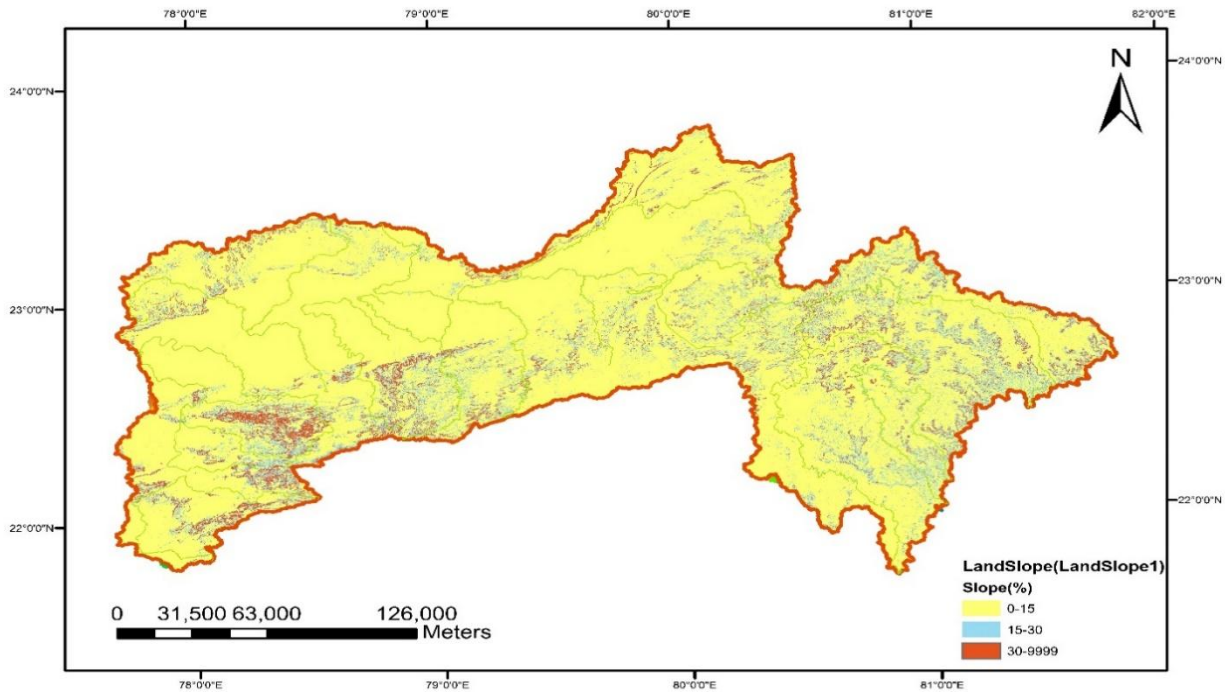 78°0'0"E 79°0'0"E 80°0'0"E 81°0'0"E 82°0'0"E
N
24°0'0"N 24°0'0"N
23°0'0"N 23°0'0"N
22°0'0"N 22°0'0"N
LandSlope(LandSlope1)
Slope(%)
0-15
15-30
30-9999
0 31,500 63,000 126,000
Meters
78°0'0"E 79°0'0"E 80°0'0"E 81°0'0"E